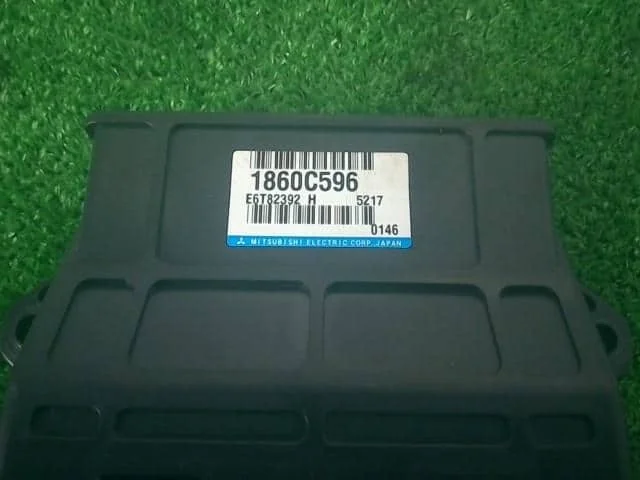 1860C596
E6T82392 H 5217
0146
MITSUBISHI ELECTRIC CORP. JAPAN